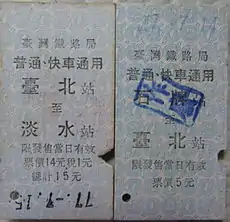 臺灣鐵路局
普通、快車通用
臺北站
至
淡水站
限發售當日有效
票價14元稅1元
總計15元
77.-7.15
臺灣鐵路局
普通、快車通用
站
至
臺北站
限發售當日有效
票價5元